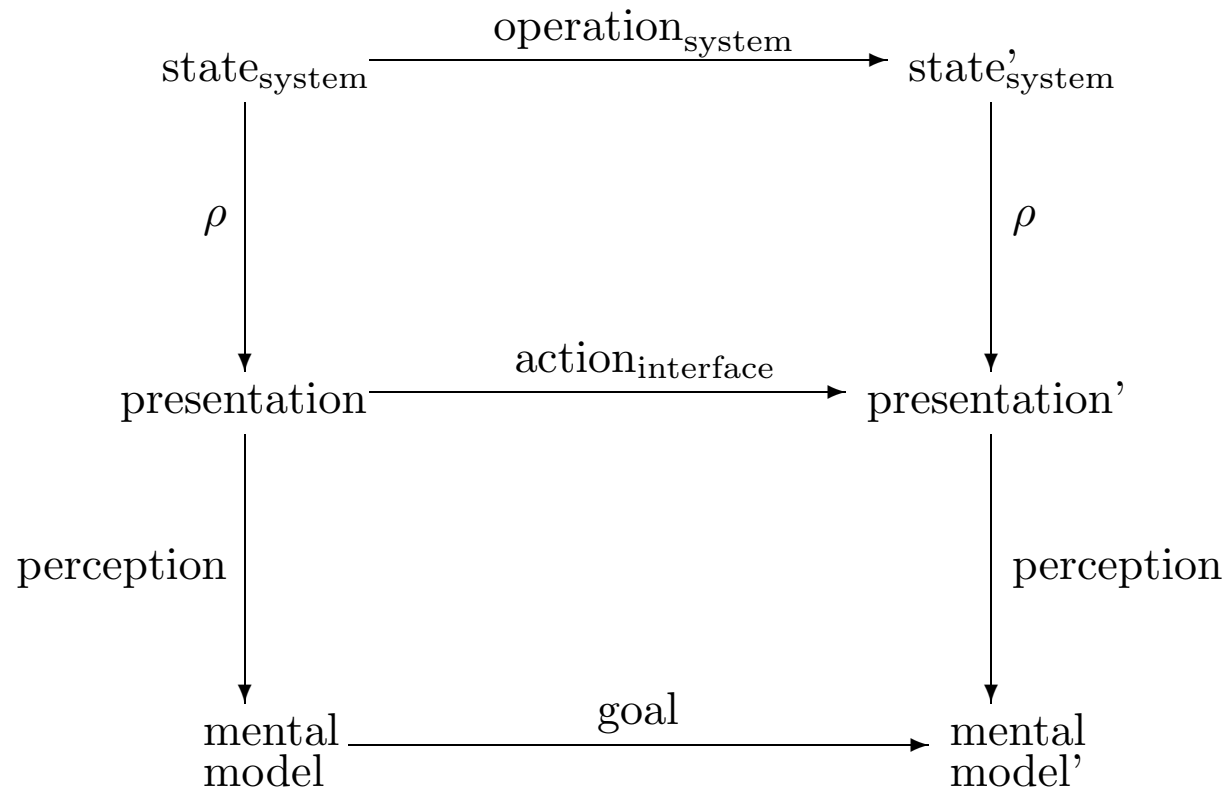 operation_system
state_system state'_system
ρ ρ
action_interface
presentation presentation'
perception perception
goal
mental mental
model model'